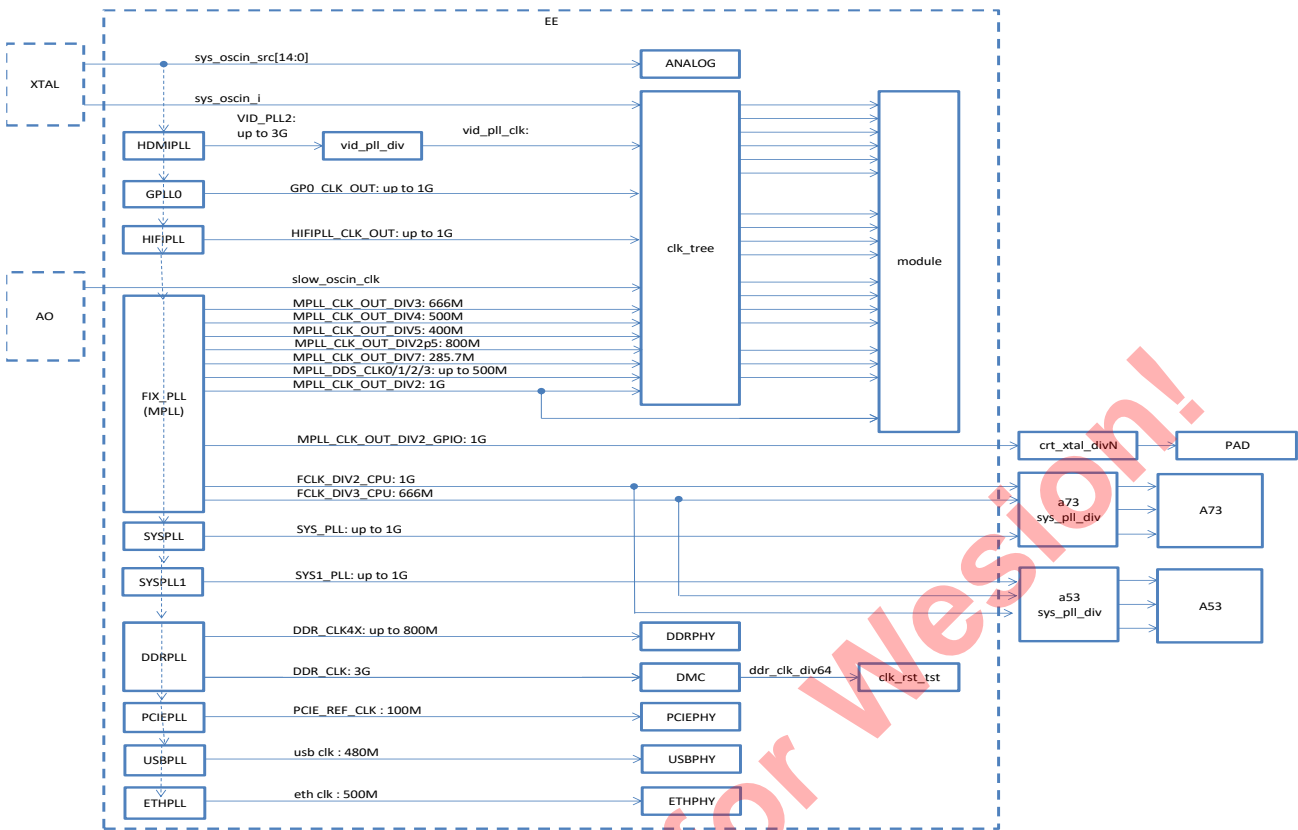 EE
XTAL
sys_oscin_src[14:0]
ANALOG
sys_oscin_i
VID_PLL2:
up to 3G
HDMIPLL
vid_pll_div
vid_pll_clk:
GPLL0
GP0_CLK_OUT: up to 1G
HIFIPLL
HIFIPLL_CLK_OUT: up to 1G
clk_tree
module
AO
slow_oscin_clk
MPLL_CLK_OUT_DIV3: 666M
MPLL_CLK_OUT_DIV4: 500M
MPLL_CLK_OUT_DIV5: 400M
MPLL_CLK_OUT_DIV2p5: 800M
MPLL_CLK_OUT_DIV7: 285.7M
MPLL_DDS_CLK0/1/2/3: up to 500M
MPLL_CLK_OUT_DIV2: 1G
FIX_PLL
(MPLL)
MPLL_CLK_OUT_DIV2_GPIO: 1G
crt_xtal_divN
PAD
FCLK_DIV2_CPU: 1G
FCLK_DIV3_CPU: 666M
a73
sys_pll_div
A73
SYSPLL
SYS_PLL: up to 1G
SYSPLL1
SYS1_PLL: up to 1G
a53
sys_pll_div
A53
DDRPLL
DDR_CLK4X: up to 800M
DDRPHY
DDR_CLK: 3G
DMC
ddr_clk_div64
clk_rst_tst
PCIEPLL
PCIE_REF_CLK : 100M
PCIEPHY
USBPLL
usb clk : 480M
USBPHY
ETHPLL
eth clk : 500M
ETHPHY
for Wesion!